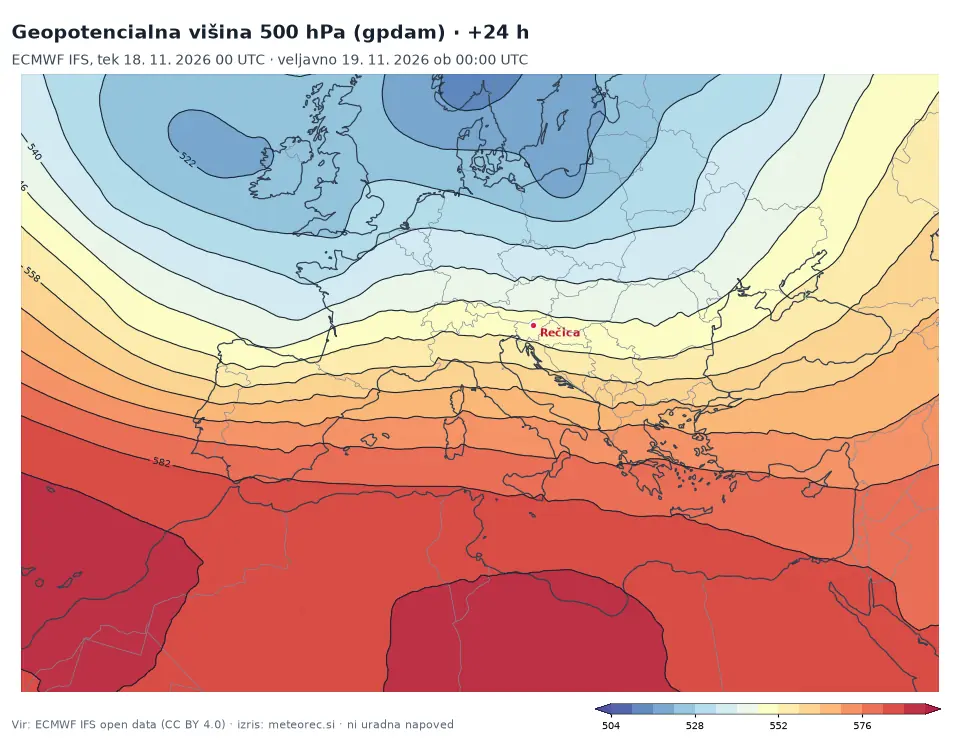 Geopotencialna višina 500 hPa (gpdam) · +24 h
ECMWF IFS, tek 18. 11. 2026 00 UTC · veljavno 19. 11. 2026 ob 00:00 UTC
522
540
46
558
Rečica
582
504 528 552 576
Vir: ECMWF IFS open data (CC BY 4.0) · izris: meteorec.si · ni uradna napoved